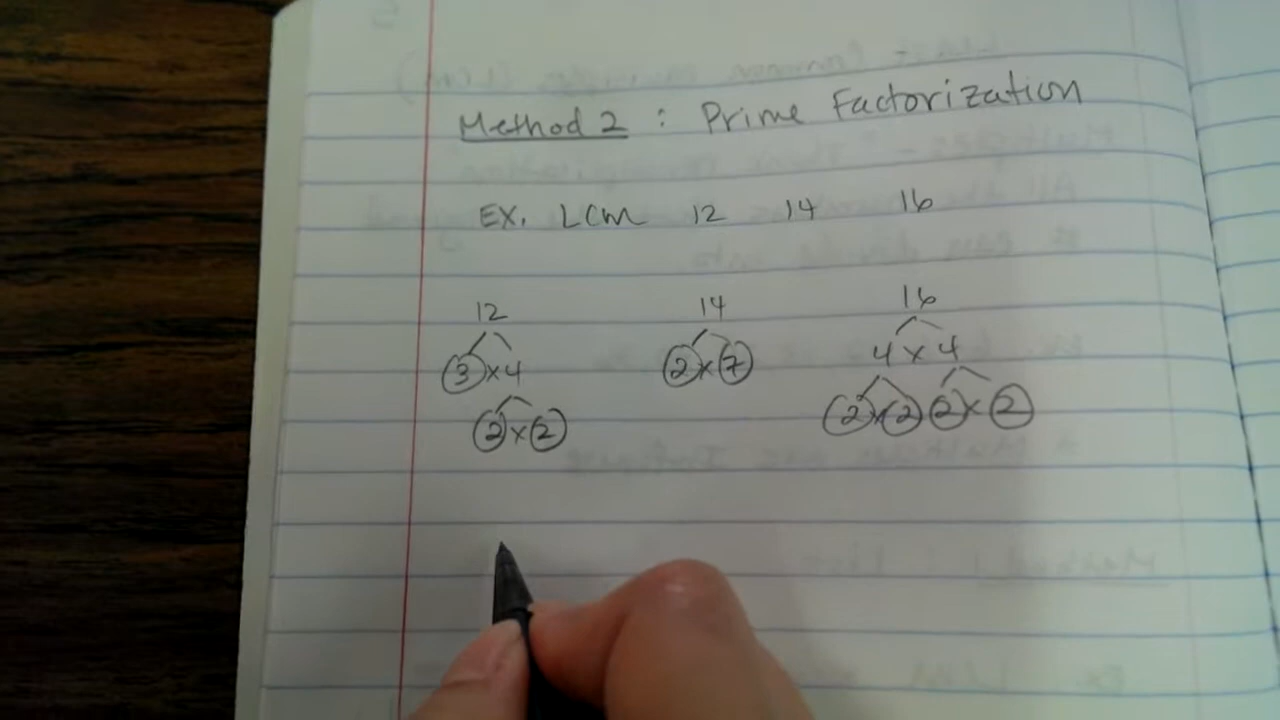 Method 2 : Prime Factorization
EX. LCM 12 14 16
12 14 16
3 x 4 2 x 7 4 x 4
2 x 2 2 x 2 2 x 2